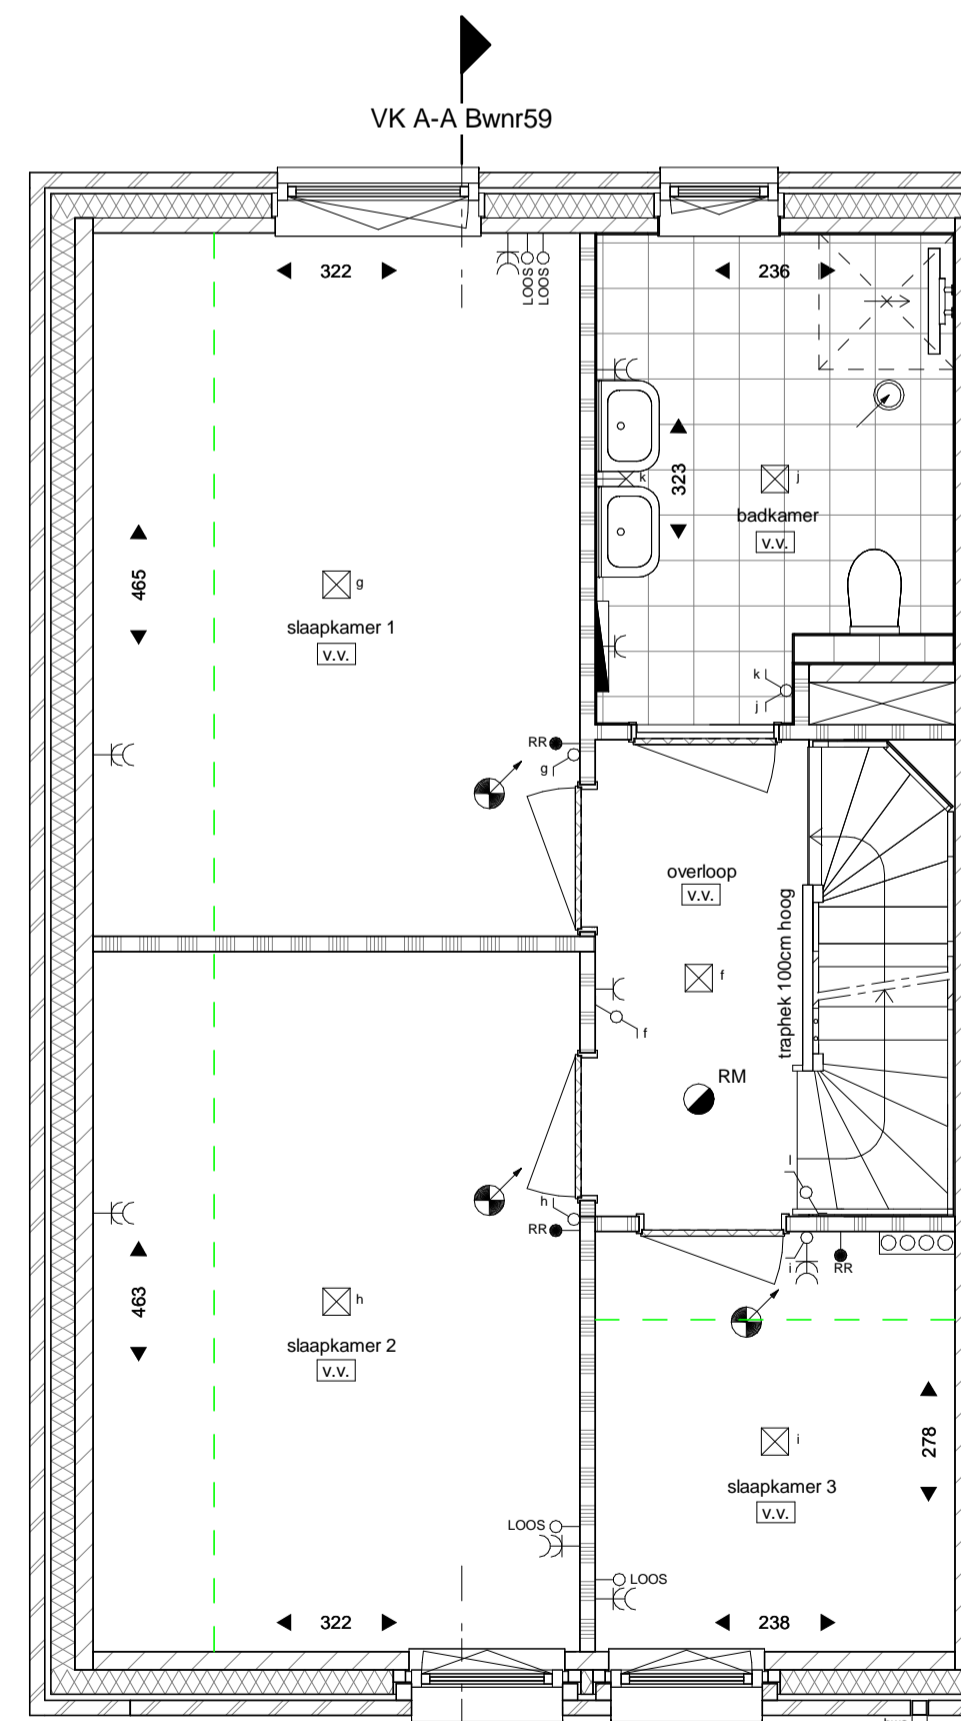 VK A-A Bwnr59
322
236
LOOS
LOOS
k
323
j
badkamer
v.v.
465
g
slaapkamer 1
v.v.
k
j
RR
g
overloop
v.v.
traphek 100cm hoog
f
f
RM
l
h
RR
i
RR
463
h
slaapkamer 2
v.v.
278
i
slaapkamer 3
v.v.
LOOS
LOOS
322
238